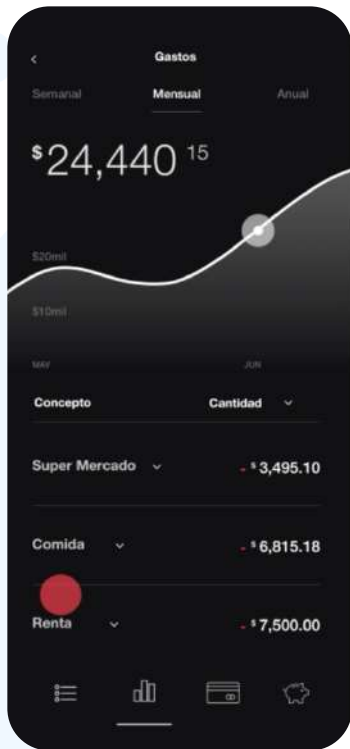 Gastos
Semanal Mensual Anual
$24,440 15
$20mil
$10mil
MAY JUN
Concepto Cantidad
Super Mercado - $3,495.10
Comida - $6,815.18
Renta - $7,500.00